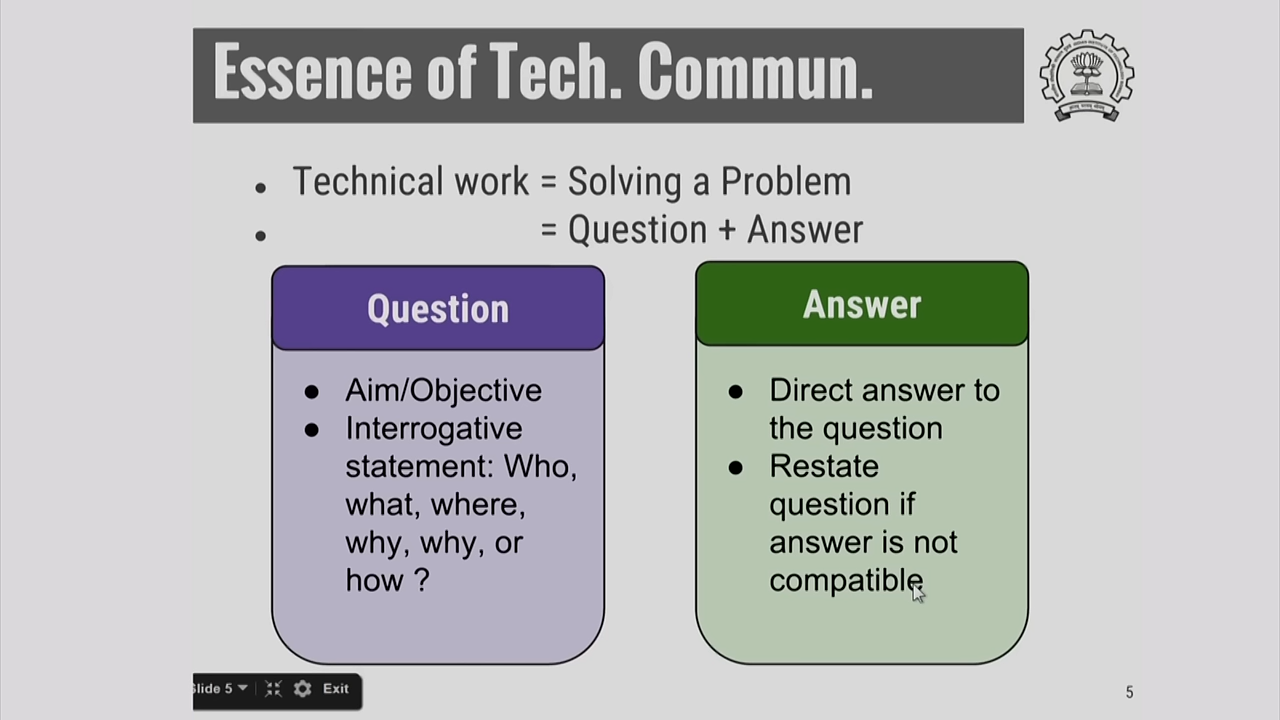 Essence of Tech. Commun.
• Technical work = Solving a Problem
• = Question + Answer
Question
● Aim/Objective
● Interrogative
statement: Who,
what, where,
why, why, or
how ?
Answer
● Direct answer to
the question
● Restate
question if
answer is not
compatible
Slide 5
Exit
5